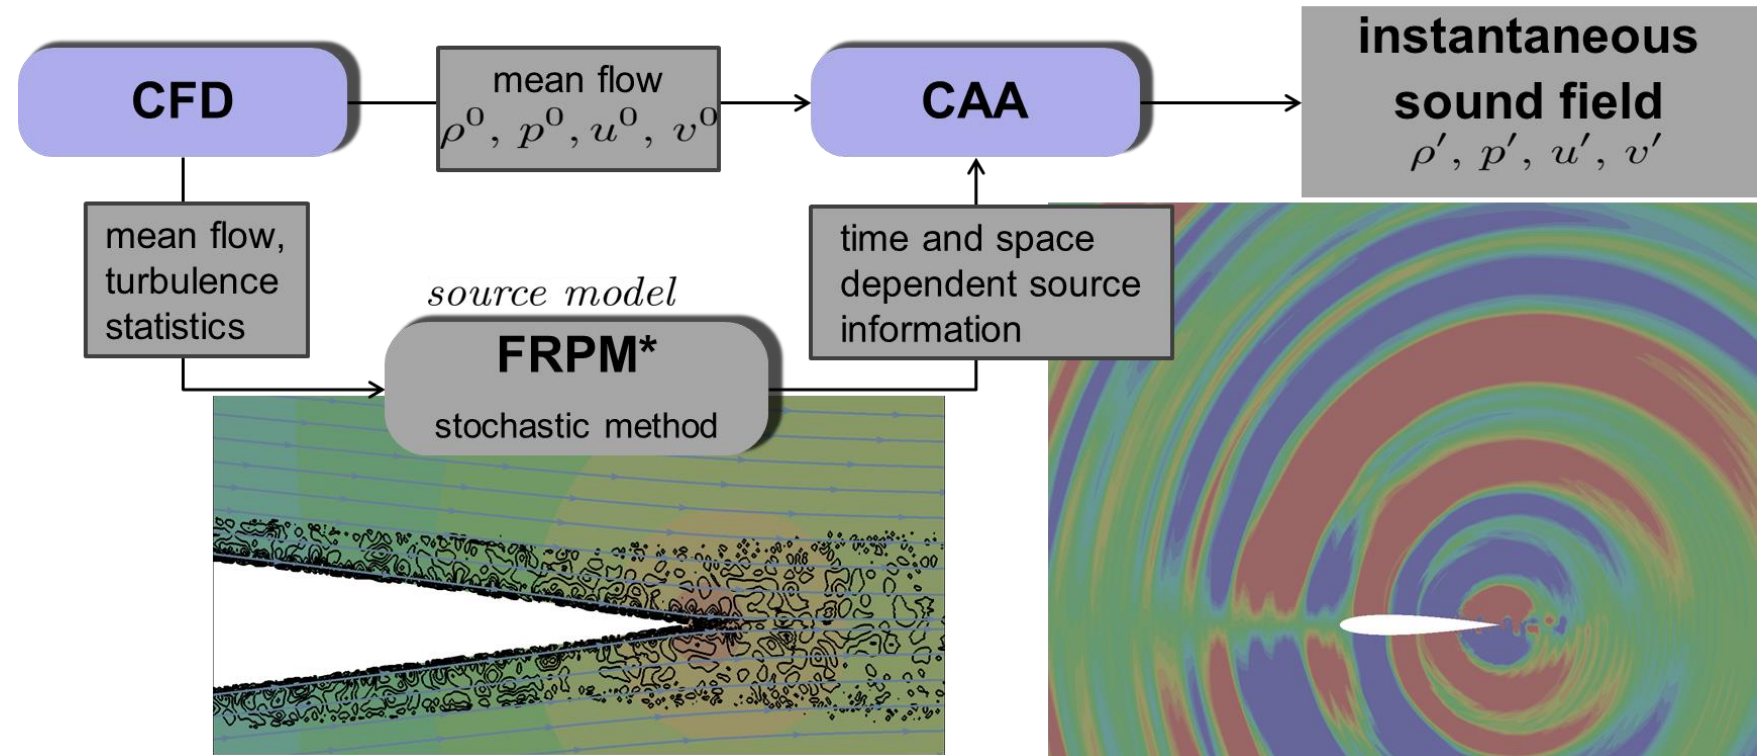 CFD
mean flow
ρ⁰, p⁰, u⁰, v⁰
CAA
instantaneous
sound field
ρ′, p′, u′, v′
mean flow,
turbulence
statistics
source model
FRPM*
stochastic method
time and space
dependent source
information